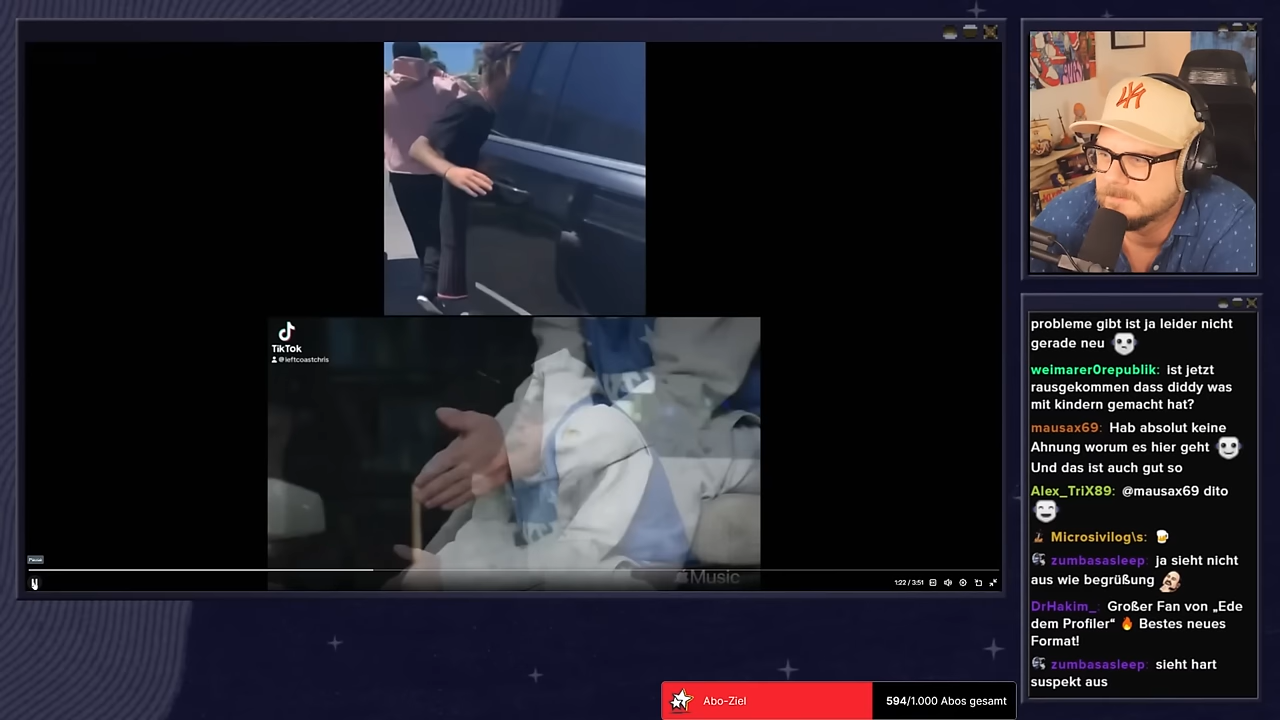 TikTok
@leftcoastchris
Music
Pause
1:22 / 3:51
probleme gibt ist ja leider nicht
gerade neu
weimarer0republik: ist jetzt
rausgekommen dass diddy was
mit kindern gemacht hat?
mausax69: Hab absolut keine
Ahnung worum es hier geht
Und das ist auch gut so
Alex_TriX89: @mausax69 dito
Microsivilog\s:
zumbasasleep: ja sieht nicht
aus wie begrüßung
DrHakim_: Großer Fan von „Ede
dem Profiler“ Bestes neues
Format!
zumbasasleep: sieht hart
suspekt aus
Abo-Ziel
594/1.000 Abos gesamt